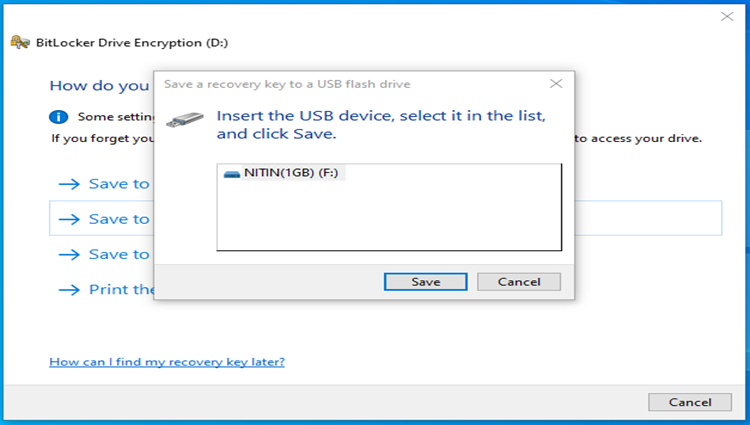 BitLocker Drive Encryption (D:)
How do you
Save a recovery key to a USB flash drive
Insert the USB device, select it in the list,
and click Save.
Some setting
If you forget you
to access your drive.
NITIN(1GB) (F:)
Save to
Save to
Save to
Print the
Save
Cancel
How can I find my recovery key later?
Cancel